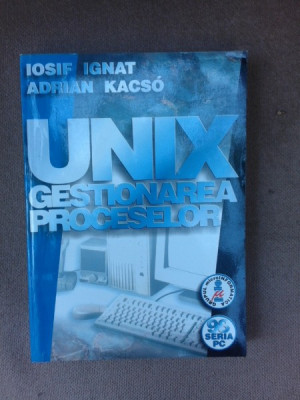 IOSIF IGNAT
ADRIAN KACSÓ
UNIX
GESTIONAREA
PROCESELOR
SERIA
PC